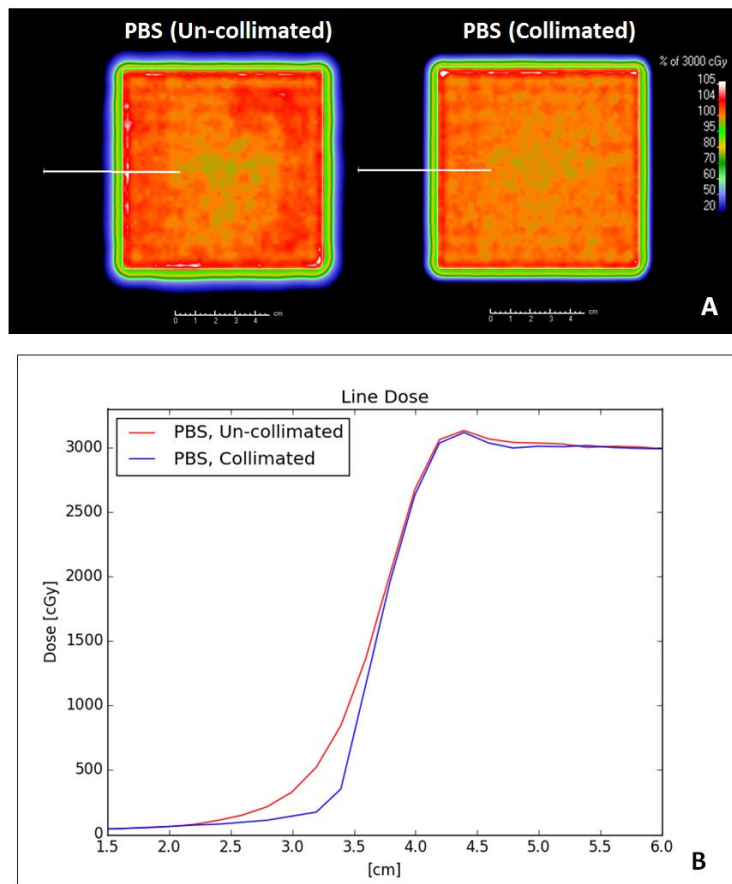 PBS (Un-collimated) PBS (Collimated)
% of 3000 cGy
105
104
100
95
90
80
70
60
50
20
0 1 2 3 4 cm
0 1 2 3 4 cm
A
Line Dose
PBS, Un-collimated
PBS, Collimated
3000
2500
2000
1500
1000
500
0
Dose [cGy]
1.5 2.0 2.5 3.0 3.5 4.0 4.5 5.0 5.5 6.0
[cm]
B